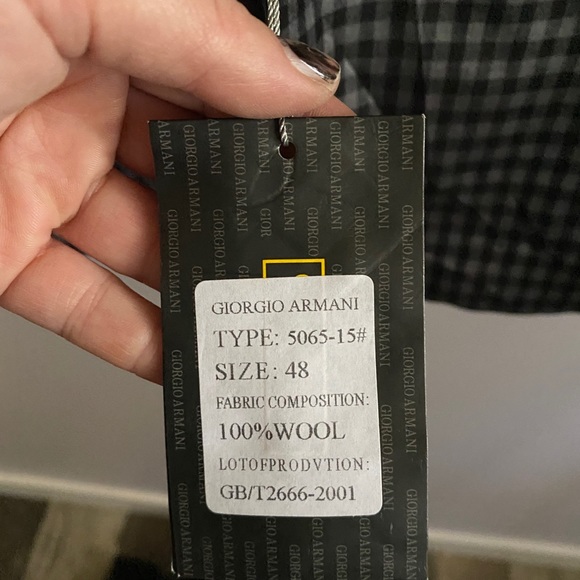 GIORGIO ARMANI
TYPE: 5065-15#
SIZE: 48
FABRIC COMPOSITION:
100%WOOL
LOTOFPRODVTION:
GB/T2666-2001